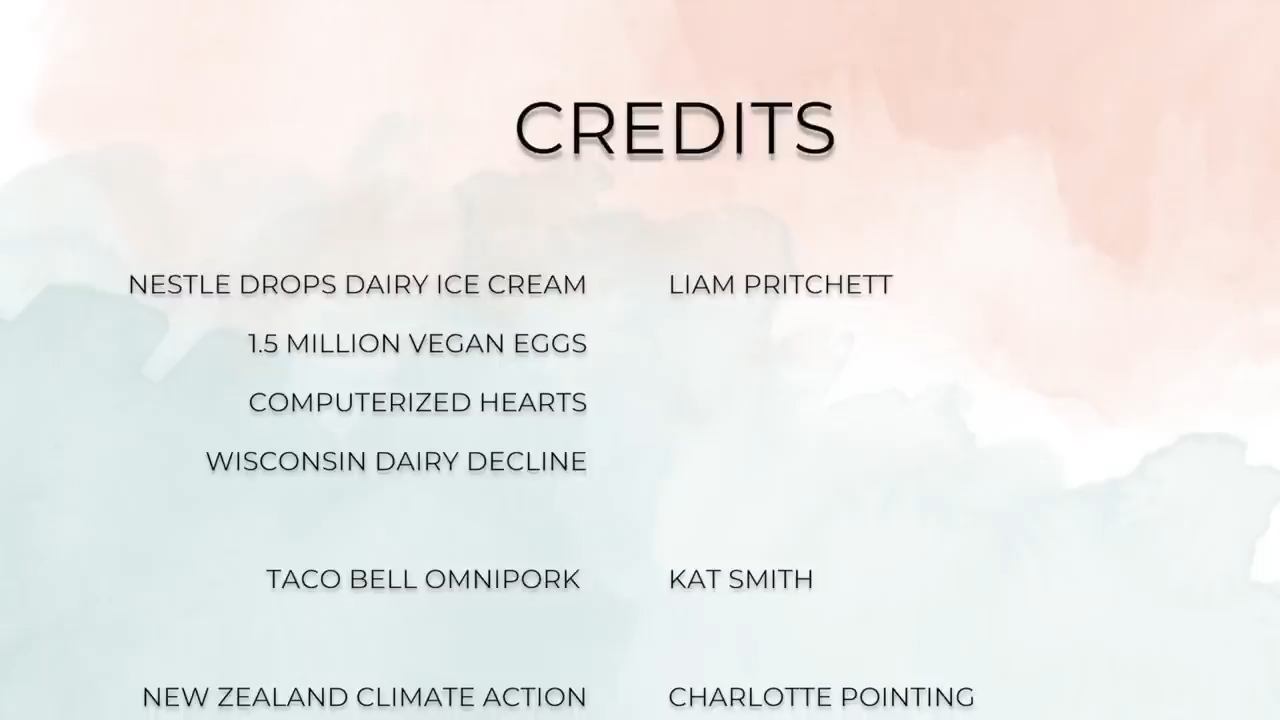 CREDITS
NESTLE DROPS DAIRY ICE CREAM LIAM PRITCHETT
1.5 MILLION VEGAN EGGS
COMPUTERIZED HEARTS
WISCONSIN DAIRY DECLINE
TACO BELL OMNIPORK KAT SMITH
NEW ZEALAND CLIMATE ACTION CHARLOTTE POINTING